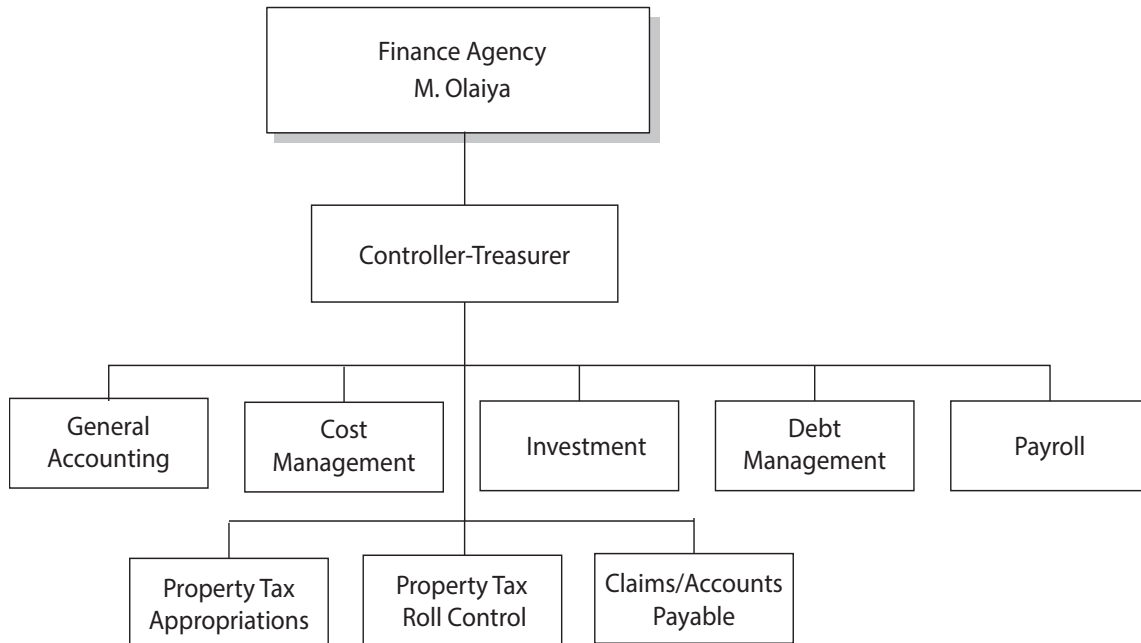 Finance Agency
M. Olaiya
Controller-Treasurer
General
Accounting
Cost
Management
Investment
Debt
Management
Payroll
Property Tax
Appropriations
Property Tax
Roll Control
Claims/Accounts
Payable